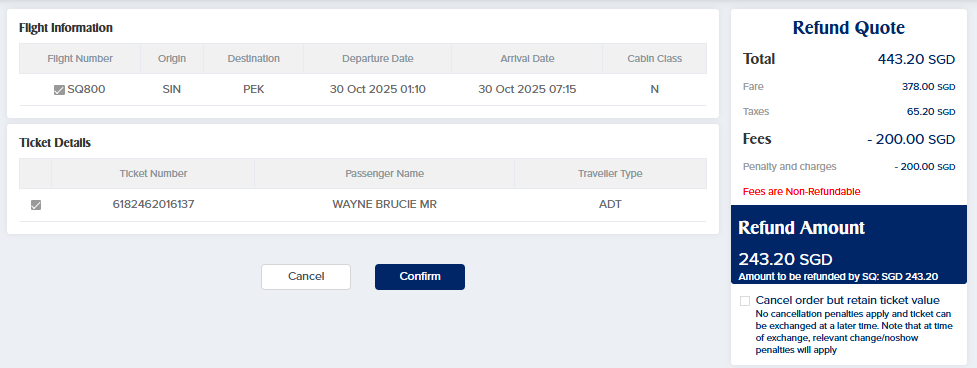 Flight Information
Flight Number Origin Destination Departure Date Arrival Date Cabin Class
SQ800 SIN PEK 30 Oct 2025 01:10 30 Oct 2025 07:15 N
Ticket Details
Ticket Number Passenger Name Traveller Type
6182462016137 WAYNE BRUCIE MR ADT
Cancel Confirm
Refund Quote
Total 443.20 SGD
Fare 378.00 SGD
Taxes 65.20 SGD
Fees - 200.00 SGD
Penalty and charges - 200.00 SGD
Fees are Non-Refundable
Refund Amount
243.20 SGD
Amount to be refunded by SQ: SGD 243.20
Cancel order but retain ticket value
No cancellation penalties apply and ticket can
be exchanged at a later time. Note that at time
of exchange, relevant change/noshow
penalties will apply